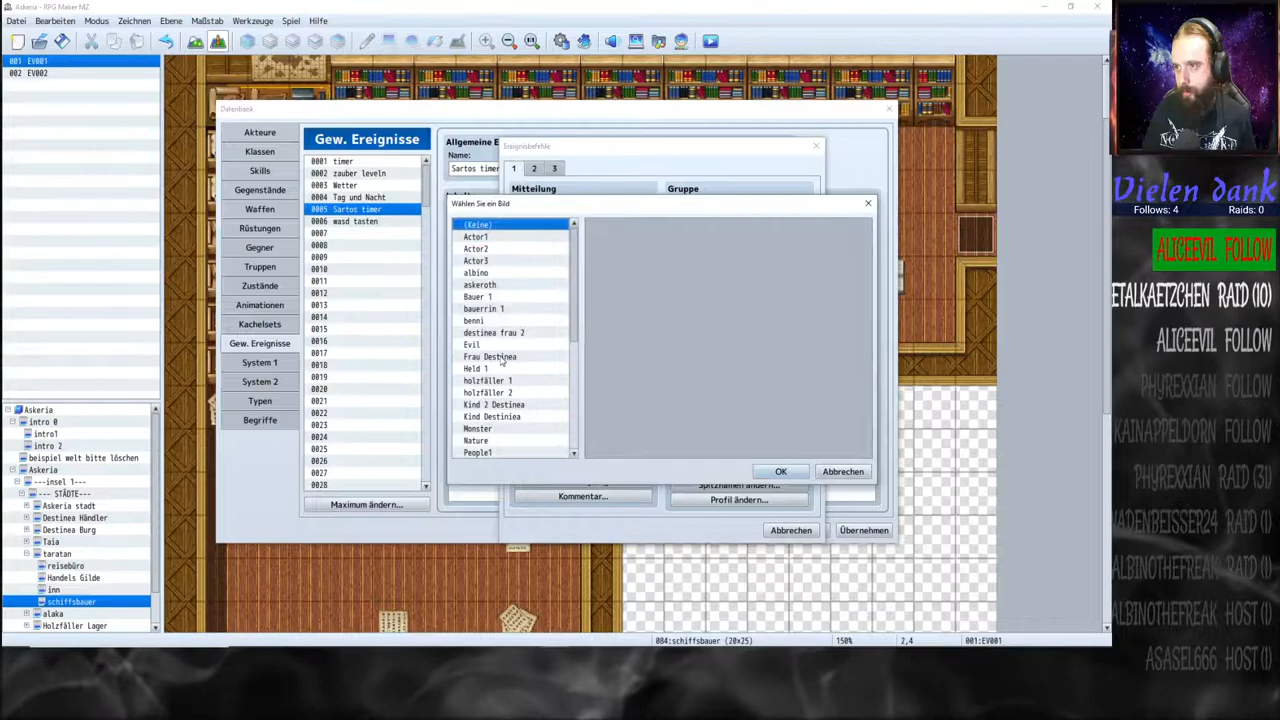 Askeria - RPG Maker MZ
Datei Bearbeiten Modus Zeichnen Ebene Maßstab Werkzeuge Spiel Hilfe
001 EV001
002 EV002
Datenbank
Akteure
Klassen
Skills
Gegenstände
Waffen
Rüstungen
Gegner
Truppen
Zustände
Animationen
Kachelsets
Gew. Ereignisse
System 1
System 2
Typen
Begriffe
Gew. Ereignisse
0001 timer
0002 zauber leveln
0003 Wetter
0004 Tag und Nacht
0005 Sartos timer
0006 wasd tasten
0007
0008
0009
0010
0011
0012
0013
0014
0015
0016
0017
0018
0019
0020
0021
0022
0023
0024
0025
0026
0027
0028
Maximum ändern...
Allgemeine E
Name:
Sartos timer
Ereignisbefehle
1 2 3
Mitteilung
Gruppe
Wählen Sie ein Bild
(Keine)
Actor1
Actor2
Actor3
albino
askeroth
Bauer 1
bauerrin 1
benni
destinea frau 2
Evil
Frau Destinea
Held 1
holzfäller 1
holzfäller 2
Kind 2 Destinea
Kind Destiniea
Monster
Nature
People1
OK
Abbrechen
Kommentar...
Spitznamen ändern...
Profil ändern...
Abbrechen
Übernehmen
Askeria
intro 0
intro1
intro 2
beispiel welt bitte löschen
Askeria
---insel 1---
--- STÄDTE---
Askeria stadt
Destinea Händler
Destinea Burg
Taia
taratan
reisebüro
Handels Gilde
inn
schiffsbauer
alaka
Holzfäller Lager
084:schiffsbauer (20x25)
150%
2,4
001:EV001
Vielen dank
Follows: 4
Raids: 0
ALICEEVIL FOLLOW
ETALKAETZCHEN RAID (10)
ALICEEVIL FOLLOW
PHYREXXIAN FOLLOW
KAINAPPELDORN FOLLOW
PHYREXXIAN RAID (3)
ADENBEISSER24 RAID ()
ALBINOTHEFREAK RAID ()
ALBINOTHEFREAK HOST (1)
ASASEL666 HOST (1)